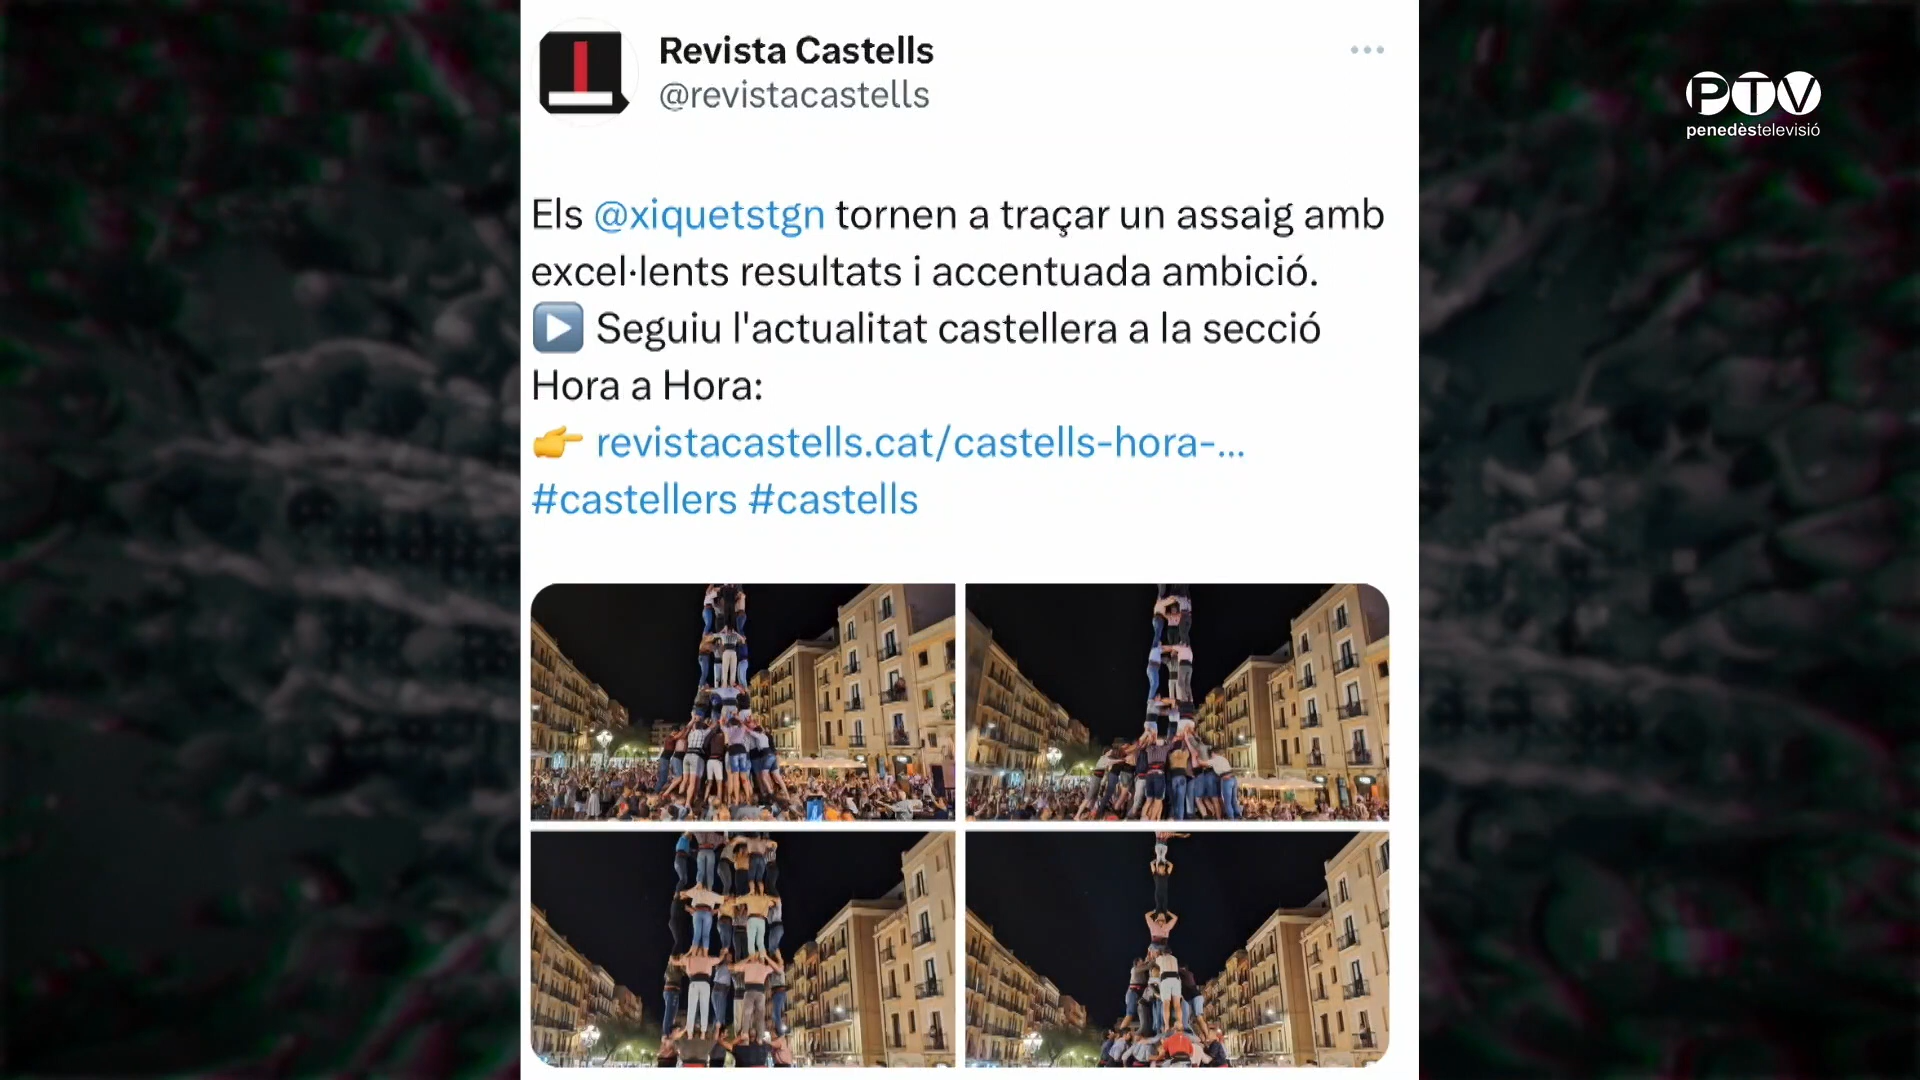 Revista Castells
@revistacastells
PTV
penedèstelevisió
Els @xiquetstgn tornen a traçar un assaig amb
excel·lents resultats i accentuada ambició.
▶️ Seguiu l'actualitat castellera a la secció
Hora a Hora:
👉 revistacastells.cat/castells-hora-...
#castellers #castells